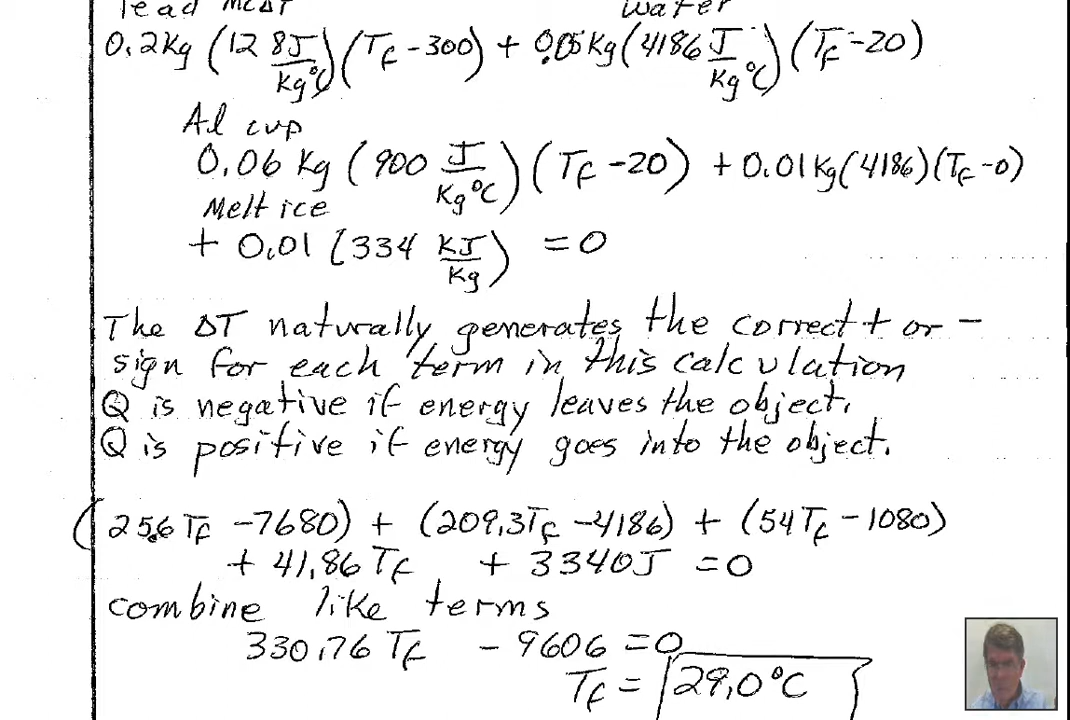 lead mcΔT water
0.2Kg (128 J/Kg°C)(Tf - 300) + 0.05Kg(4186 J/Kg°C)(Tf - 20)
Al cup
0.06 Kg (900 J/Kg°C)(Tf - 20) + 0.01Kg(4186)(Tf - 0)
Melt ice
+ 0.01 (334 KJ/Kg) = 0
The ΔT naturally generates the correct + or -
sign for each term in this calculation
Q is negative if energy leaves the object.
Q is positive if energy goes into the object.
(25.6 Tf - 7680) + (209.3Tf - 4186) + (54Tf - 1080)
+ 41.86 Tf + 3340J = 0
combine like terms
330.76 Tf - 9606 = 0
Tf = 29.0°C